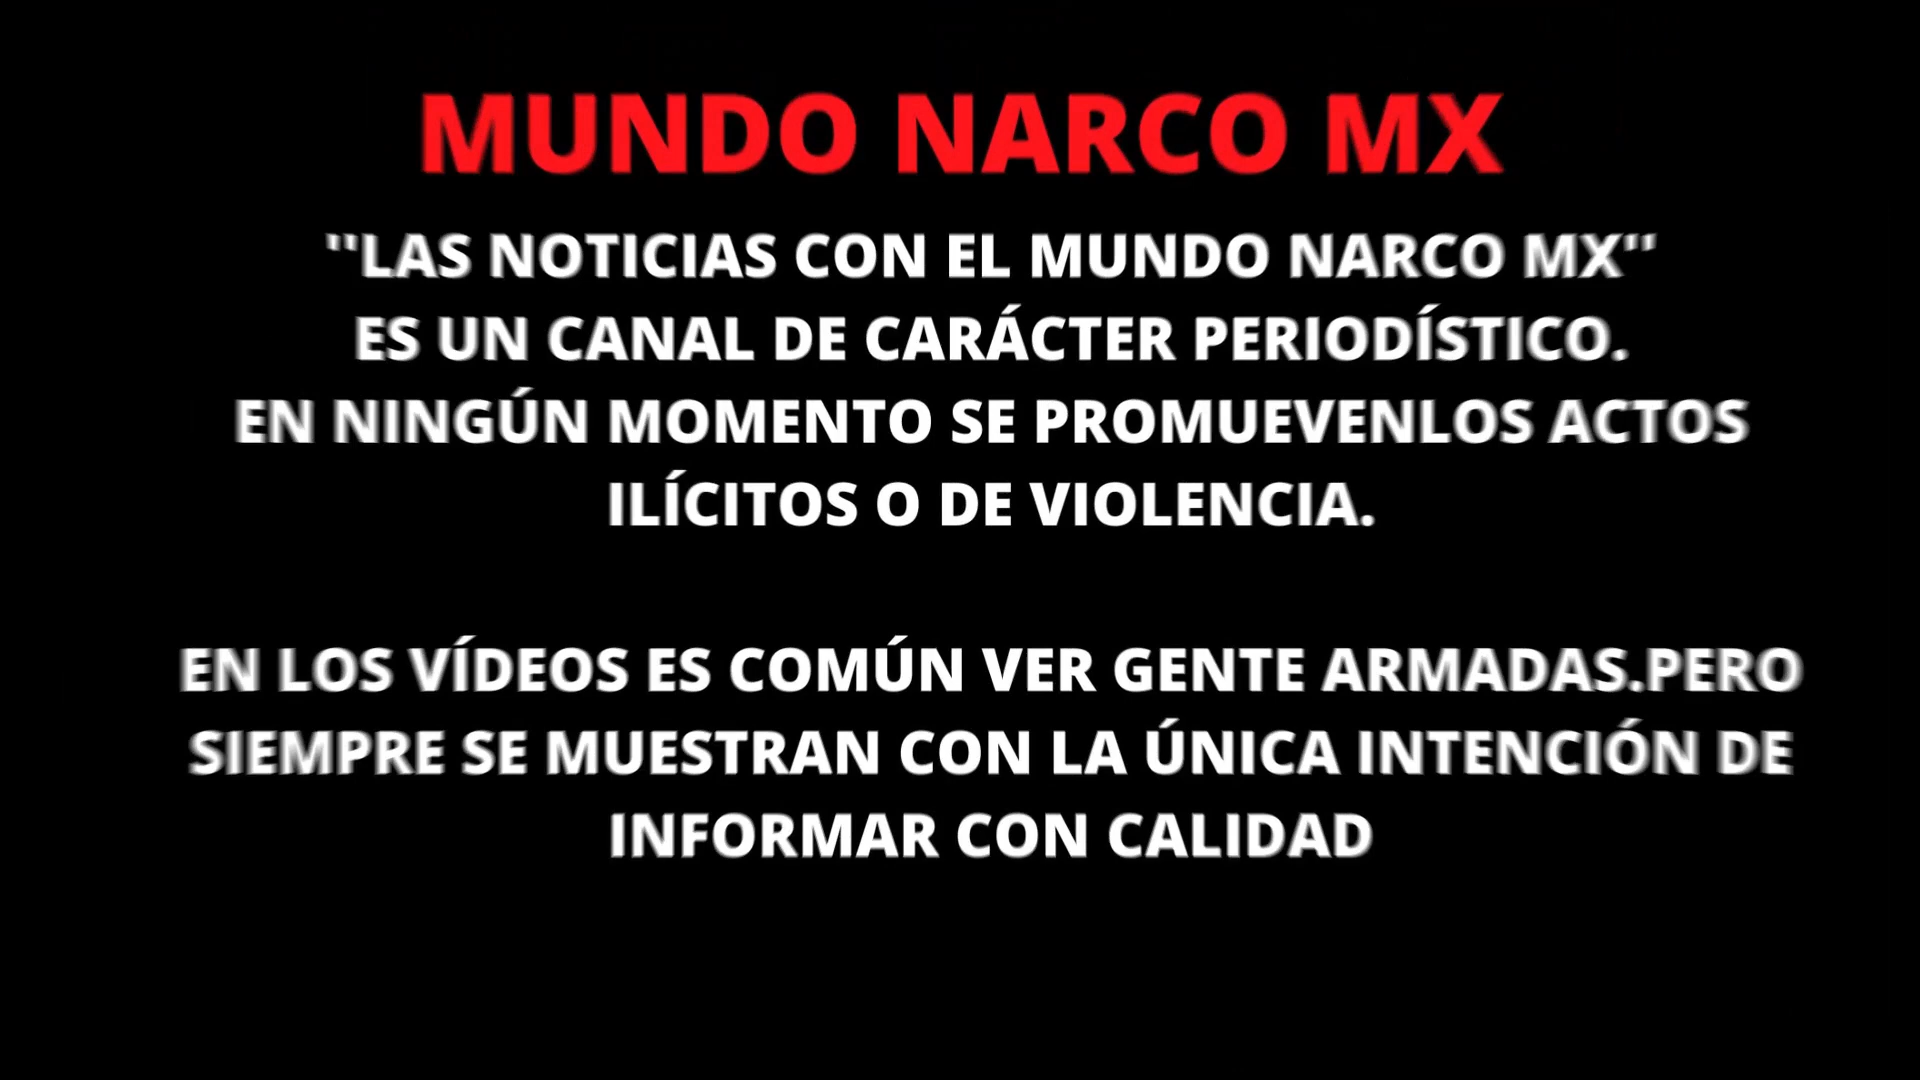 MUNDO NARCO MX
"LAS NOTICIAS CON EL MUNDO NARCO MX"
ES UN CANAL DE CARÁCTER PERIODÍSTICO.
EN NINGÚN MOMENTO SE PROMUEVENLOS ACTOS
ILÍCITOS O DE VIOLENCIA.
EN LOS VÍDEOS ES COMÚN VER GENTE ARMADAS.PERO
SIEMPRE SE MUESTRAN CON LA ÚNICA INTENCIÓN DE
INFORMAR CON CALIDAD